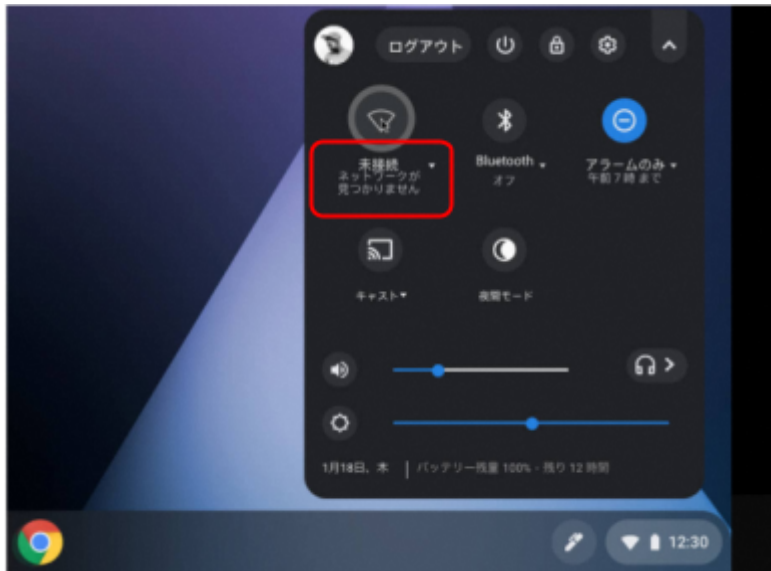 ログアウト
未接続
ネットワークが
見つかりません
Bluetooth
オフ
アラームのみ
午前7時まで
キャスト
夜間モード
1月18日、木 | バッテリー残量 100% - 残り 12 時間
12:30